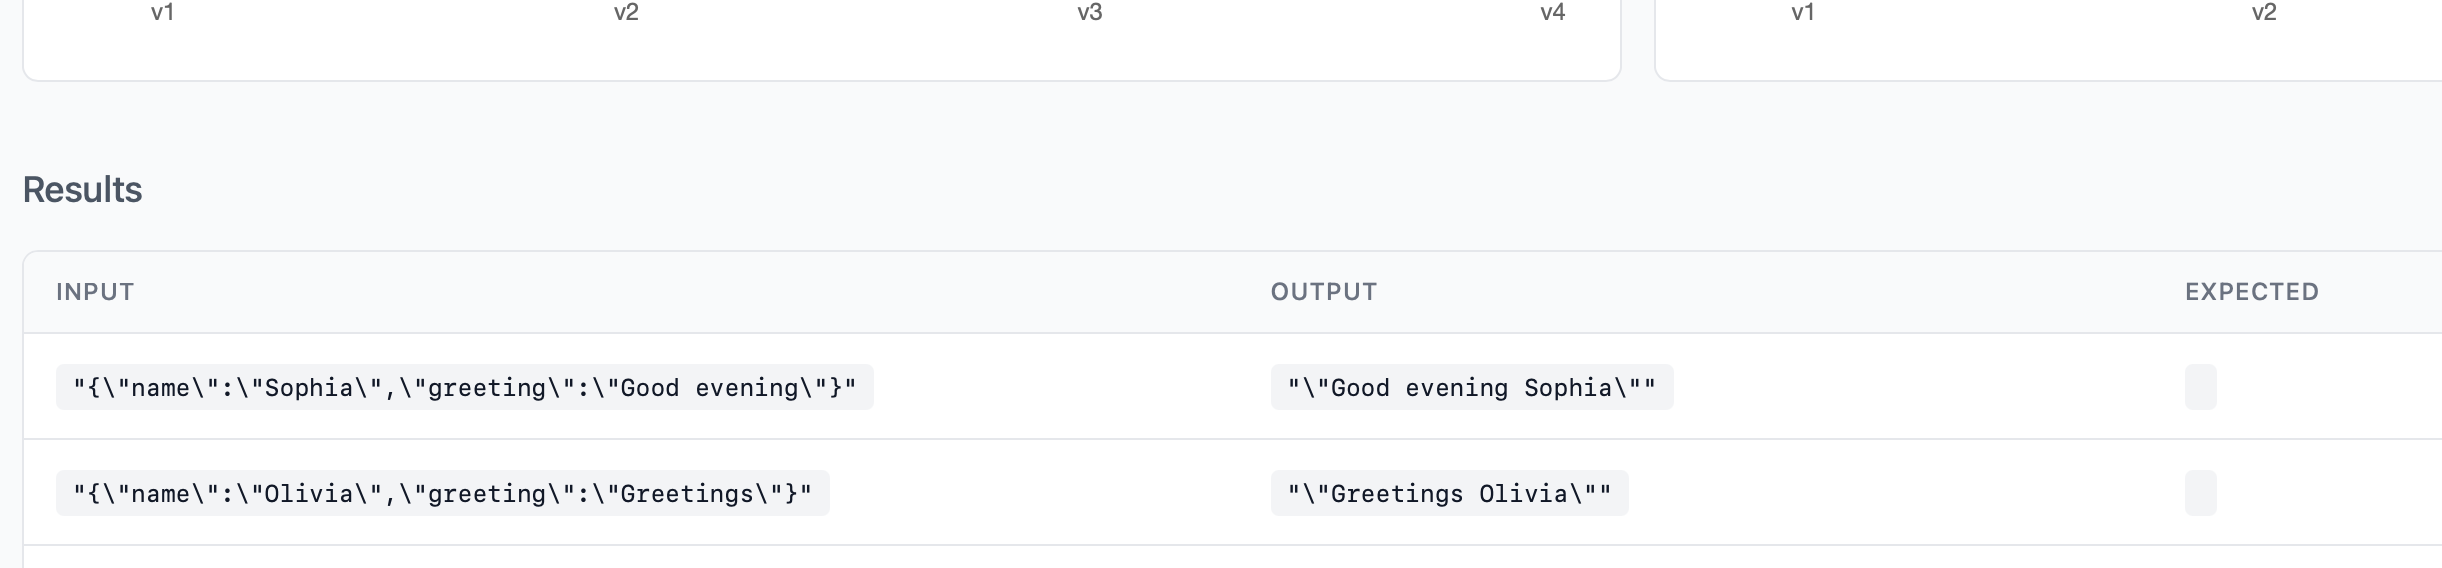 v1 v2 v3 v4 v1 v2
Results
INPUT OUTPUT EXPECTED
"{\"name\":\"Sophia\",\"greeting\":\"Good evening\"}" "\"Good evening Sophia\""
"{\"name\":\"Olivia\",\"greeting\":\"Greetings\"}" "\"Greetings Olivia\""